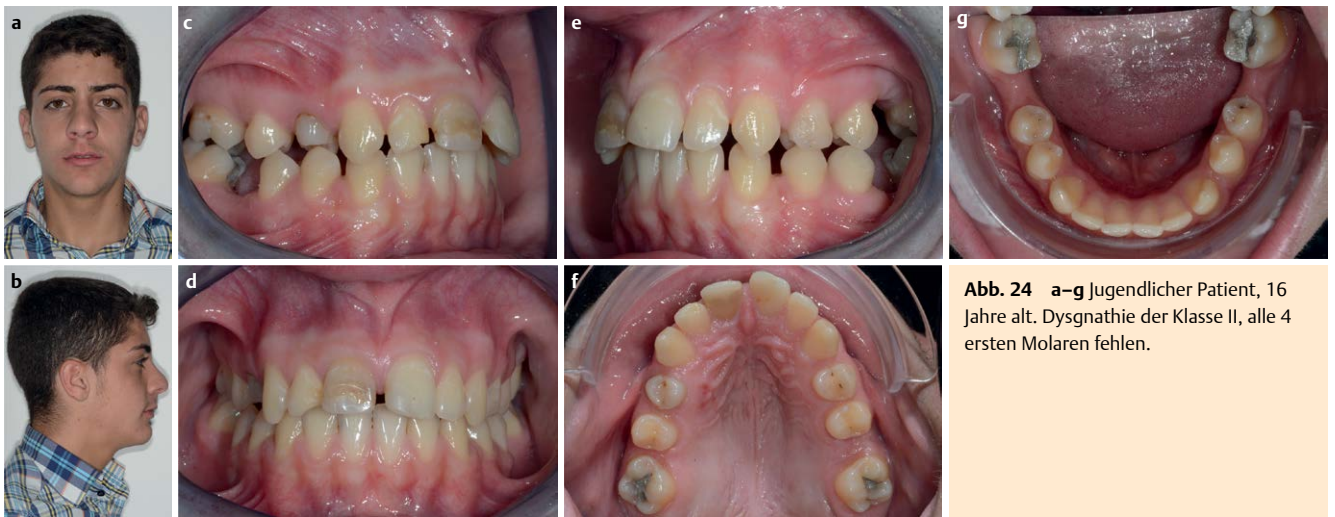 a
c
e
g
b
d
f
Abb. 24 a–g Jugendlicher Patient, 16
Jahre alt. Dysgnathie der Klasse II, alle 4
ersten Molaren fehlen.